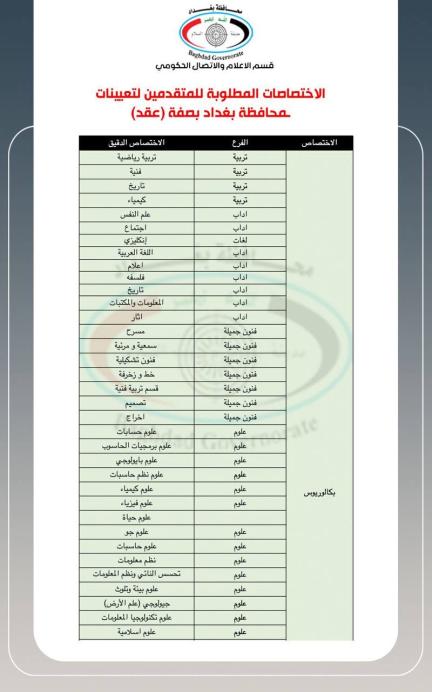 محافظة بغداد
Baghdad Governorate
قسم الاعلام والاتصال الحكومي
الاختصاصات المطلوبة للمتقدمين لتعيينات
محافظة بغداد بصفة (عقد)
الاختصاص الفرع الاختصاص الدقيق
تربية تربية رياضية
تربية فنية
تربية تاريخ
تربية كيمياء
اداب علم النفس
اداب اجتماع
لغات إنكليزي
اداب اللغة العربية
اداب اعلام
اداب فلسفه
اداب تاريخ
اداب المعلومات والمكتبات
اداب اثار
فنون جميلة مسرح
فنون جميلة سمعية و مرئية
فنون جميلة فنون تشكيلية
فنون جميلة خط و زخرفة
فنون جميلة قسم تربية فنية
فنون جميلة تصميم
فنون جميلة اخراج
علوم علوم حسابات
علوم علوم برمجيات الحاسوب
علوم علوم بايولوجي
علوم علوم نظم حاسبات
علوم علوم كيمياء
بكالوريوس علوم علوم فيزياء
علوم حياة
علوم علوم جو
علوم علوم حاسبات
علوم نظم معلومات
علوم تحسس النائي ونظم المعلومات
علوم علوم بيئة وتلوث
علوم جيولوجي (علم الأرض)
علوم علوم تكنولوجيا المعلومات
علوم علوم اسلامية